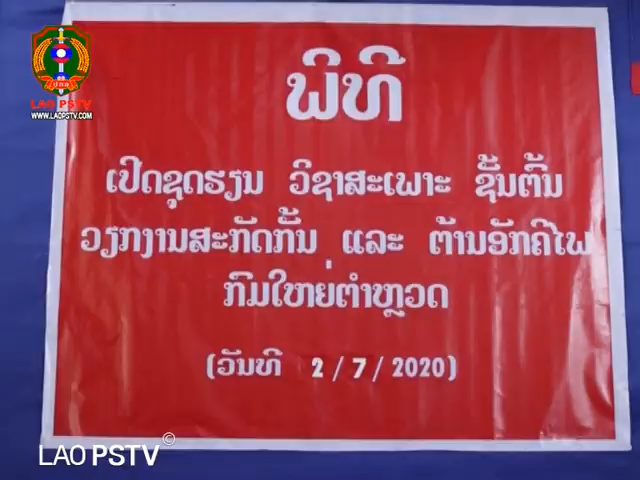 LAO PSTV
WWW.LAOPSTV.COM
ພິທີ
ເປີດຊຸດຮຽນ ວິຊາສະເພາະ ຊັ້ນຕົ້ນ
ວຽກງານສະກັດກັ້ນ ແລະ ຕ້ານອັກຄີໄພ
ກົມໃຫຍ່ຕຳຫຼວດ
(ວັນທີ 2/7/2020)
LAO PSTV©